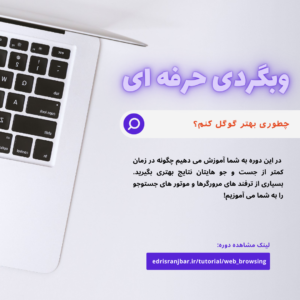 وبگردی حرفه ای
چطوری بهتر گوگل کنم؟
در این دوره به شما آموزش می دهیم چگونه در زمان
کمتر از جست و جو هایتان نتایج بهتری بگیرید.
بسیاری از ترفند های مرورگرها و موتور های جستوجو
را به شما می آموزیم!
لینک مشاهده دوره:
edrisranjbar.ir/tutorial/web_browsing